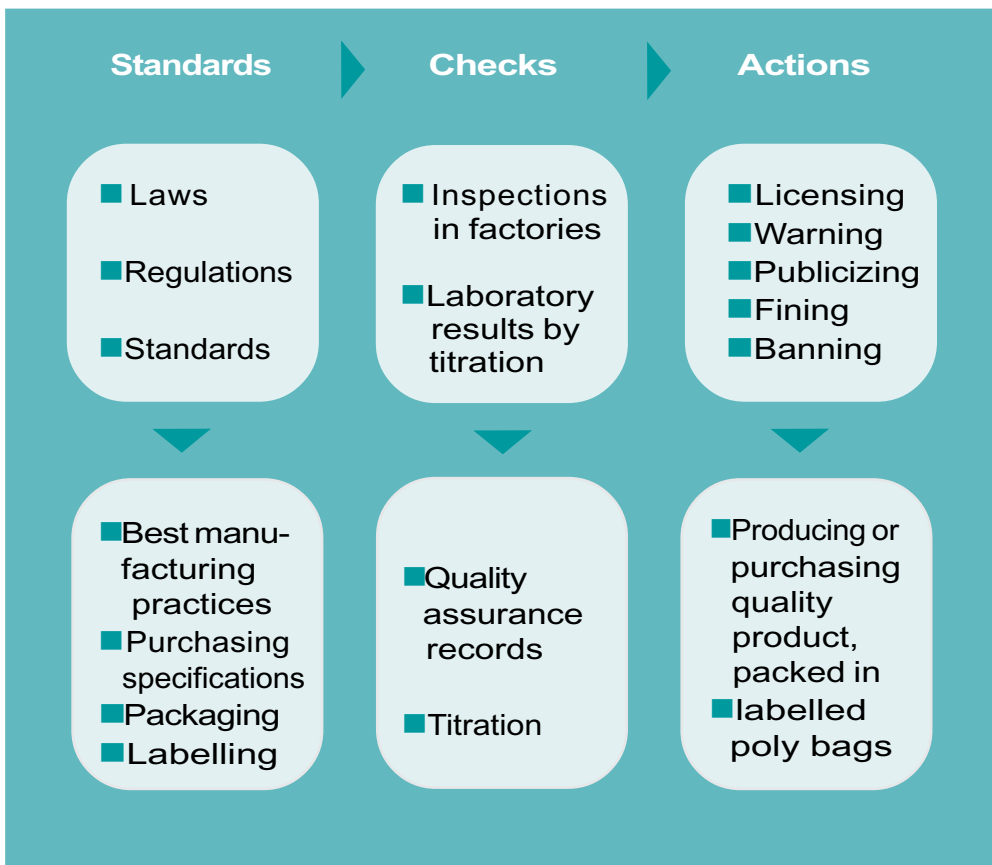 Standards
Checks
Actions
Laws
Regulations
Standards
Inspections
in factories
Laboratory
results by
titration
Licensing
Warning
Publicizing
Fining
Banning
Best manu-
facturing
practices
Purchasing
specifications
Packaging
Labelling
Quality
assurance
records
Titration
Producing or
purchasing
quality
product,
packed in
labelled
poly bags